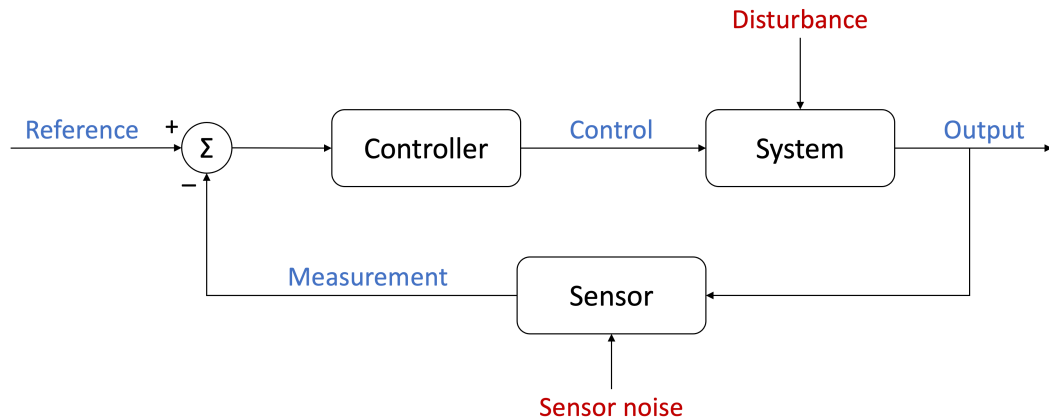 Disturbance
Reference
+
Σ
Controller
Control
System
Output
−
Measurement
Sensor
Sensor noise